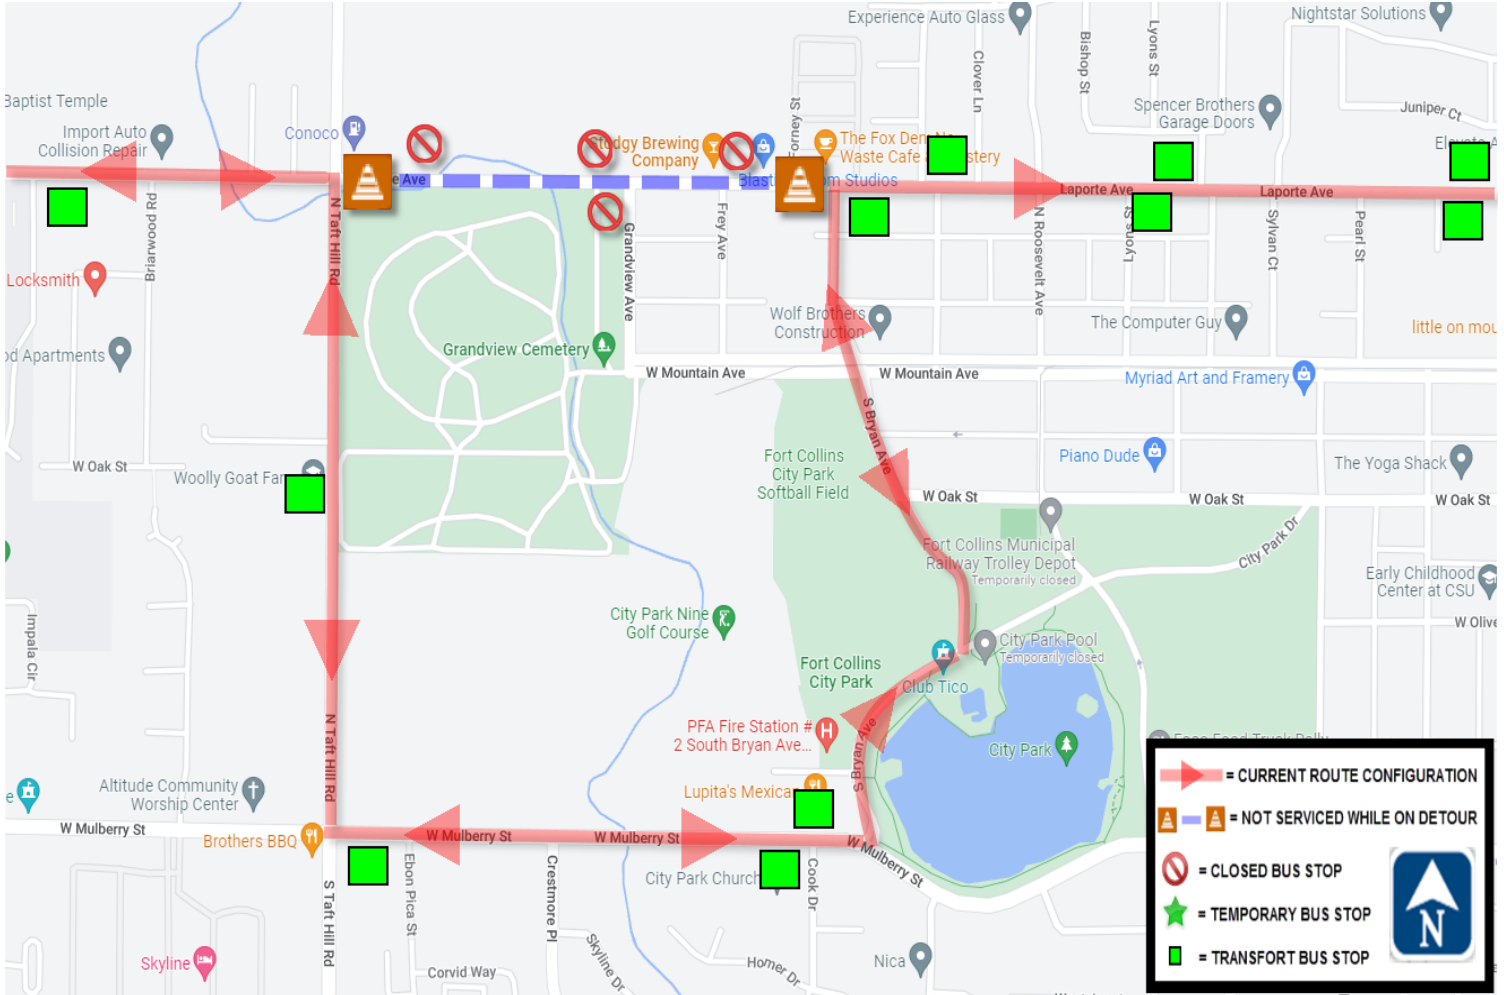 Experience Auto Glass
Nightstar Solutions
Lyons St
Bishop St
Clover Ln
Baptist Temple
Import Auto
Collision Repair
Conoco
Forney St
Company
The Fox Den
Waste Cafe
Spencer Brothers
Garage Doors
Juniper Ct
Ave
Studios
Laporte Ave
Laporte Ave
N Taft Hill Rd
Briarwood Rd
Frey Ave
Grandview Ave
N Roosevelt Ave
Lyons St
Sylvan Ct
Pearl St
Locksmith
Wolf Brothers
Construction
The Computer Guy
little on mou
od Apartments
Grandview Cemetery
W Mountain Ave
W Mountain Ave
Myriad Art and Framery
S Bryan Ave
W Oak St
Woolly Goat Far
Fort Collins
City Park
Softball Field
Piano Dude
The Yoga Shack
W Oak St
W Oak St
W Oak St
Fort Collins Municipal
Railway Trolley Depot
Temporarily closed
City Park Dr
Early Childhood
Center at CSU
Impala Cir
City Park Nine
Golf Course
W Olive
City Park Pool
Temporarily closed
Fort Collins
City Park
Club Tico
N Taft Hill Rd
PFA Fire Station #
2 South Bryan Ave...
S Bryan Ave
City Park
Altitude Community
Worship Center
Lupita's Mexican
W Mulberry St
Brothers BBQ
W Mulberry St
W Mulberry St
W Mulberry St
S Taft Hill Rd
Ebon Pica St
Crestmore Pl
City Park Church
Cook Dr
Skyline
Corvid Way
Skyline Dr
Homer Dr
Nica
= CURRENT ROUTE CONFIGURATION
= NOT SERVICED WHILE ON DETOUR
= CLOSED BUS STOP
= TEMPORARY BUS STOP
= TRANSFORT BUS STOP
N